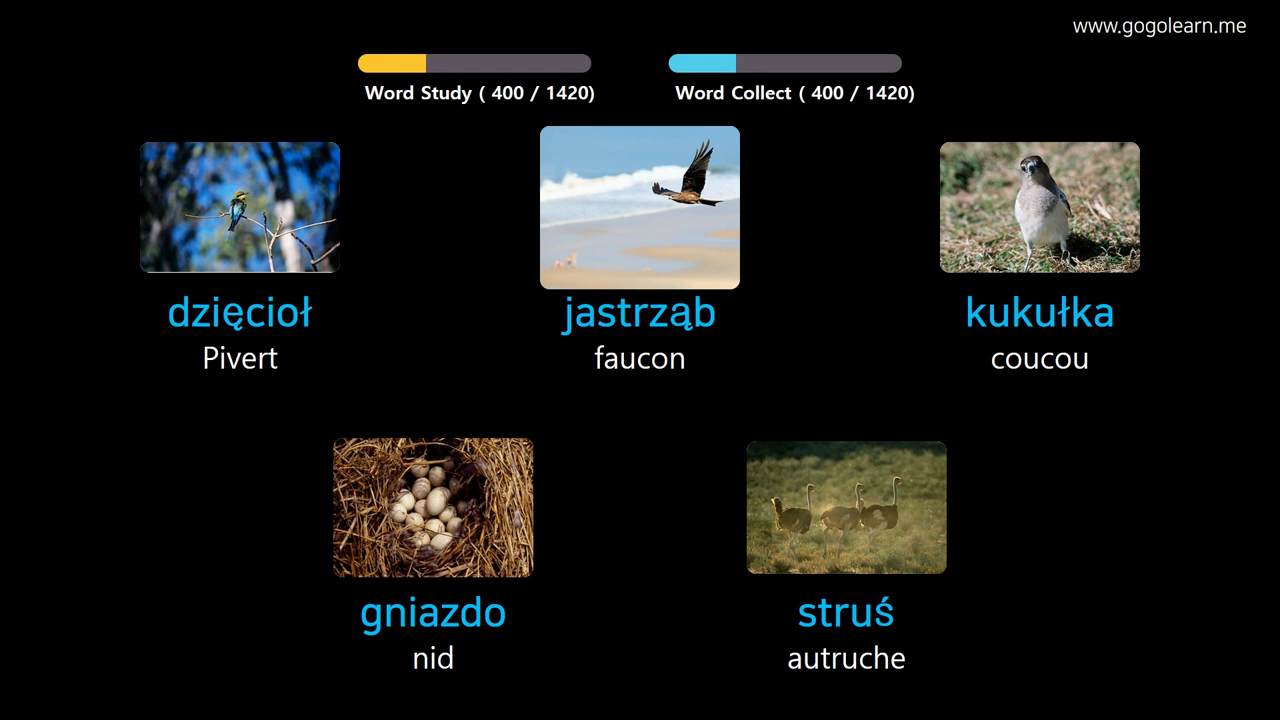 www.gogolearn.me
Word Study ( 400 / 1420)
Word Collect ( 400 / 1420)
dzięcioł
Pivert
jastrząb
faucon
kukułka
coucou
gniazdo
nid
struś
autruche